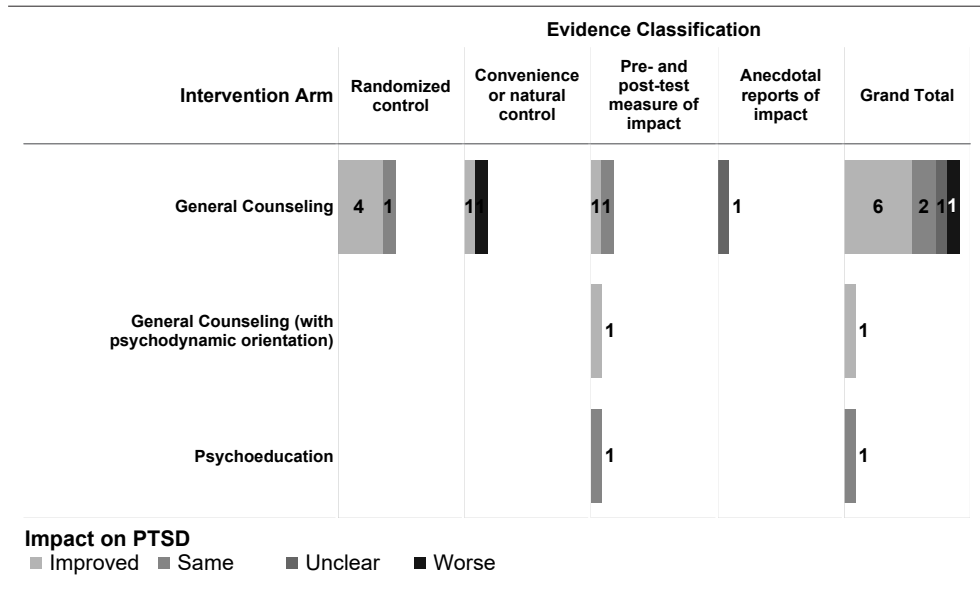 Evidence Classification
Intervention Arm
Randomized
control
Convenience
or natural
control
Pre- and
post-test
measure of
impact
Anecdotal
reports of
impact
Grand Total
General Counseling
4 1
1 1
1 1
1
6 2 1 1
General Counseling (with
psychodynamic orientation)
1
1
Psychoeducation
1
1
Impact on PTSD
Improved Same Unclear Worse